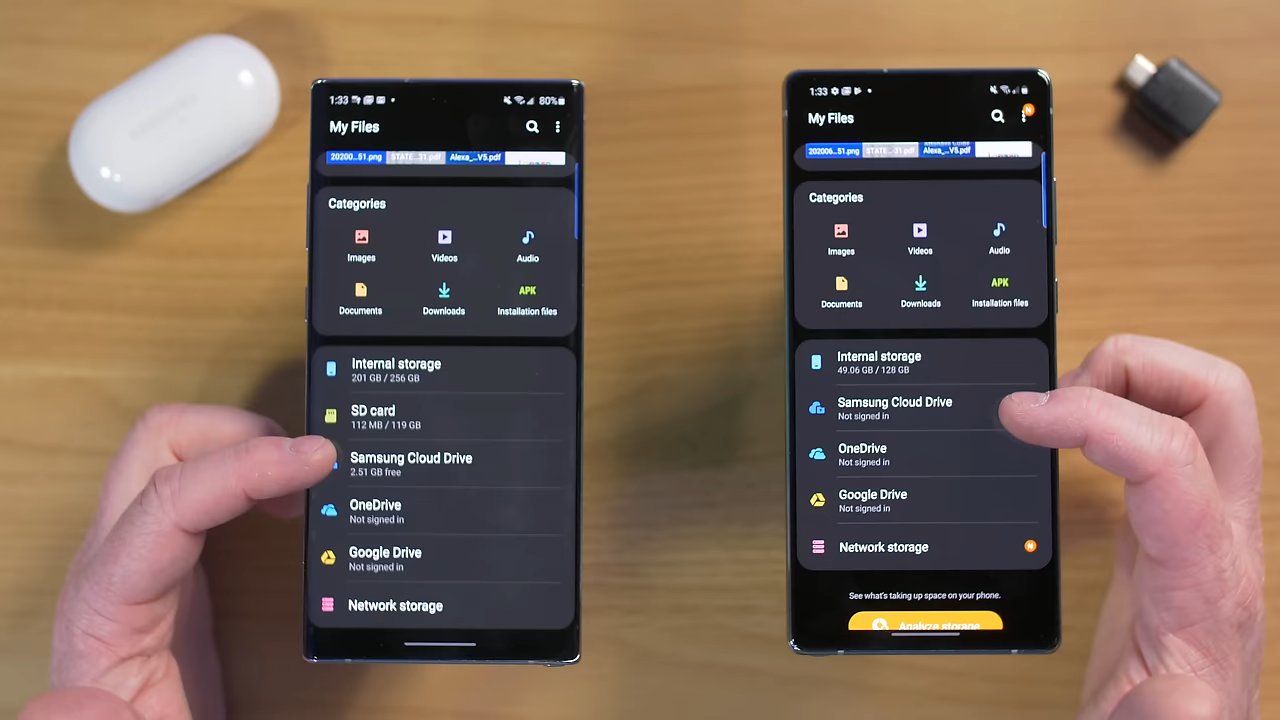 1:33 80%
My Files
20200...51.png STATE...31.pdf Alexa_...V5.pdf
Categories
Images Videos Audio
APK
Documents Downloads Installation files
Internal storage
201 GB / 256 GB
SD card
112 MB / 119 GB
Samsung Cloud Drive
2.51 GB free
OneDrive
Not signed in
Google Drive
Not signed in
Network storage
1:33
N
My Files
202006...51.png STATE...31.pdf Alexa_...V5.pdf
Categories
Images Videos Audio
APK
Documents Downloads Installation files
Internal storage
49.06 GB / 128 GB
Samsung Cloud Drive
Not signed in
OneDrive
Not signed in
Google Drive
Not signed in
Network storage N
See what's taking up space on your phone.
Analyze storage